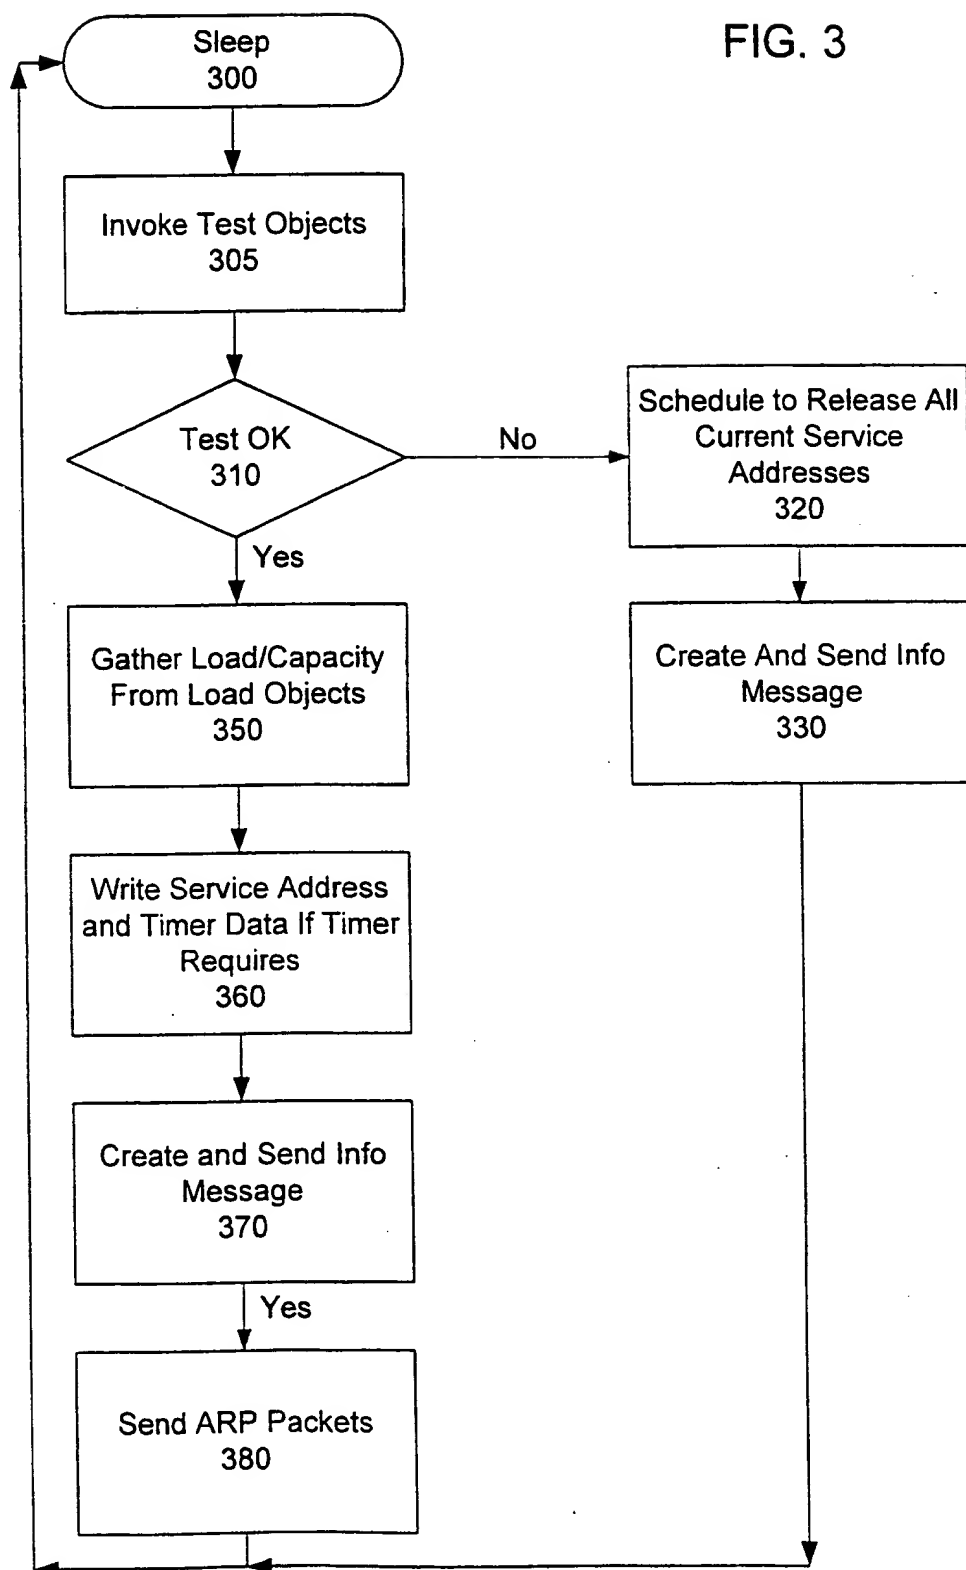 FIG. 3
Sleep
300
Invoke Test Objects
305
Test OK
310
No
Yes
Schedule to Release All
Current Service
Addresses
320
Create And Send Info
Message
330
Gather Load/Capacity
From Load Objects
350
Write Service Address
and Timer Data If Timer
Requires
360
Create and Send Info
Message
370
Yes
Send ARP Packets
380